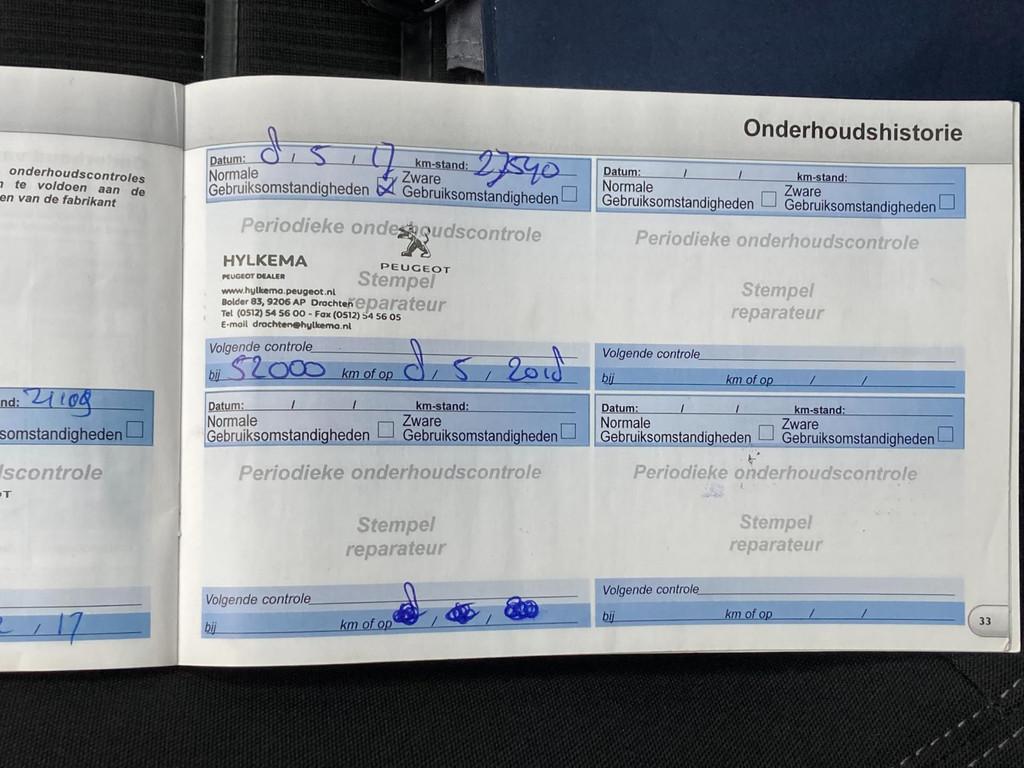 onderhoudscontroles
te voldoen aan de
en van de fabrikant
nd: 21109
somstandigheden
scontrole
OT
/ 17
Onderhoudshistorie
Datum: 8 / 5 / 17 km-stand: 27540
Normale Zware
Gebruiksomstandigheden Gebruiksomstandigheden
Periodieke onderhoudscontrole
HYLKEMA
PEUGEOT DEALER
PEUGEOT
Stempel
reparateur
www.hylkema.peugeot.nl
Bolder 83, 9206 AP Drachten
Tel (0512) 54 56 00 - Fax (0512) 54 56 05
E-mail drachten@hylkema.nl
Volgende controle
bij 52000 km of op 8 / 5 / 2018
Datum: / / km-stand:
Normale Zware
Gebruiksomstandigheden Gebruiksomstandigheden
Periodieke onderhoudscontrole
Stempel
reparateur
Volgende controle
bij km of op / /
Datum: / / km-stand:
Normale Zware
Gebruiksomstandigheden Gebruiksomstandigheden
Periodieke onderhoudscontrole
Stempel
reparateur
Volgende controle
bij km of op / /
Datum: / / km-stand:
Normale Zware
Gebruiksomstandigheden Gebruiksomstandigheden
Periodieke onderhoudscontrole
Stempel
reparateur
Volgende controle
bij km of op / /
33